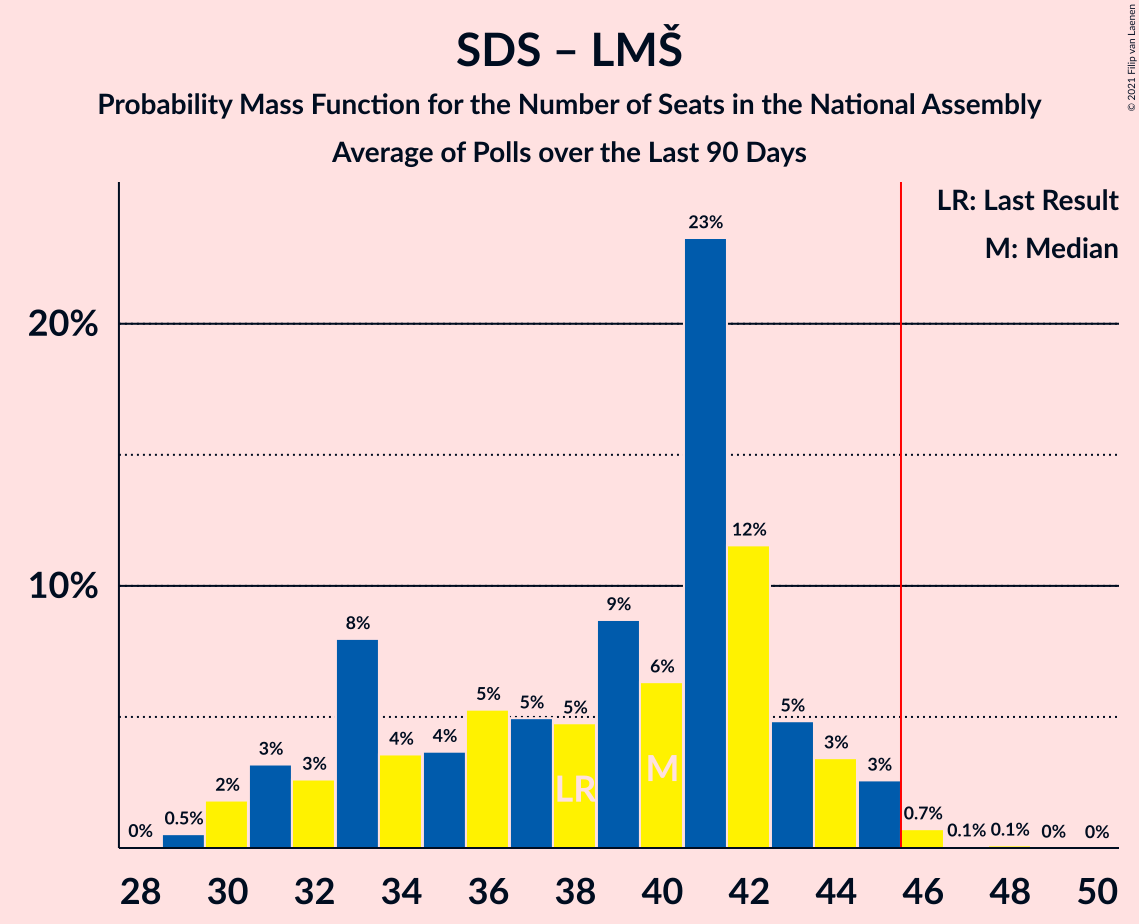 SDS – LMŠ
Probability Mass Function for the Number of Seats in the National Assembly
Average of Polls over the Last 90 Days
© 2021 Filip van Laenen
LR: Last Result
M: Median
23%
20%
12%
10%
9%
8%
6%
5%
5%
5%
5%
4%
4%
3%
3%
3%
3%
2%
0.5%
0%
0.7%
0.1%
0.1%
0%
0%
LR
M
28 30 32 34 36 38 40 42 44 46 48 50